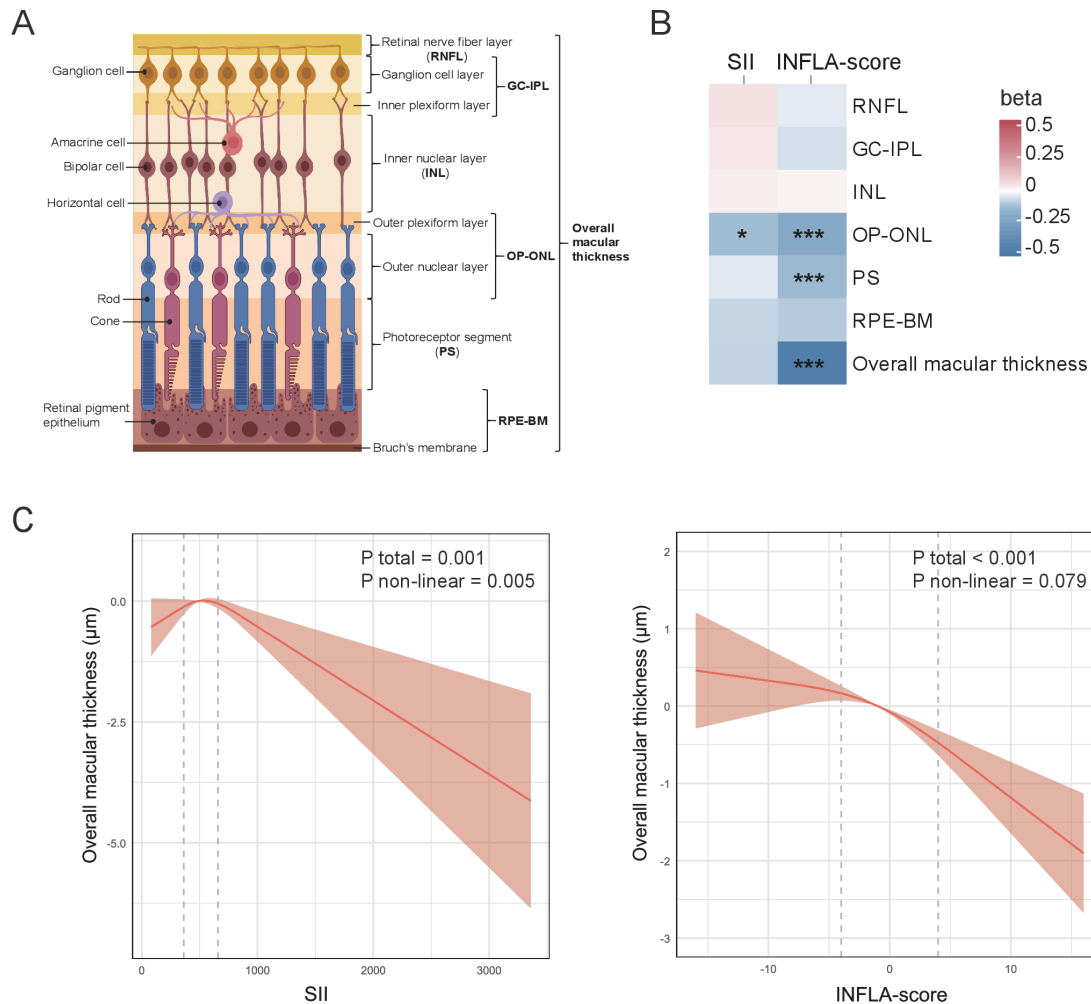 A
Retinal nerve fiber layer
(RNFL)
Ganglion cell
Ganglion cell layer
GC-IPL
Inner plexiform layer
Amacrine cell
Bipolar cell
Inner nuclear layer
(INL)
Horizontal cell
Outer plexiform layer
Overall
macular
thickness
OP-ONL
Outer nuclear layer
Rod
Cone
Photoreceptor segment
(PS)
Retinal pigment
epithelium
RPE-BM
Bruch's membrane
B
SII INFLA-score
RNFL
GC-IPL
INL
* *** OP-ONL
*** PS
RPE-BM
*** Overall macular thickness
beta
0.5
0.25
0
-0.25
-0.5
C
P total = 0.001
P non-linear = 0.005
Overall macular thickness (μm)
0.0
-2.5
-5.0
0 1000 2000 3000
SII
P total < 0.001
P non-linear = 0.079
Overall macular thickness (μm)
2
1
0
-1
-2
-3
-10 0 10
INFLA-score